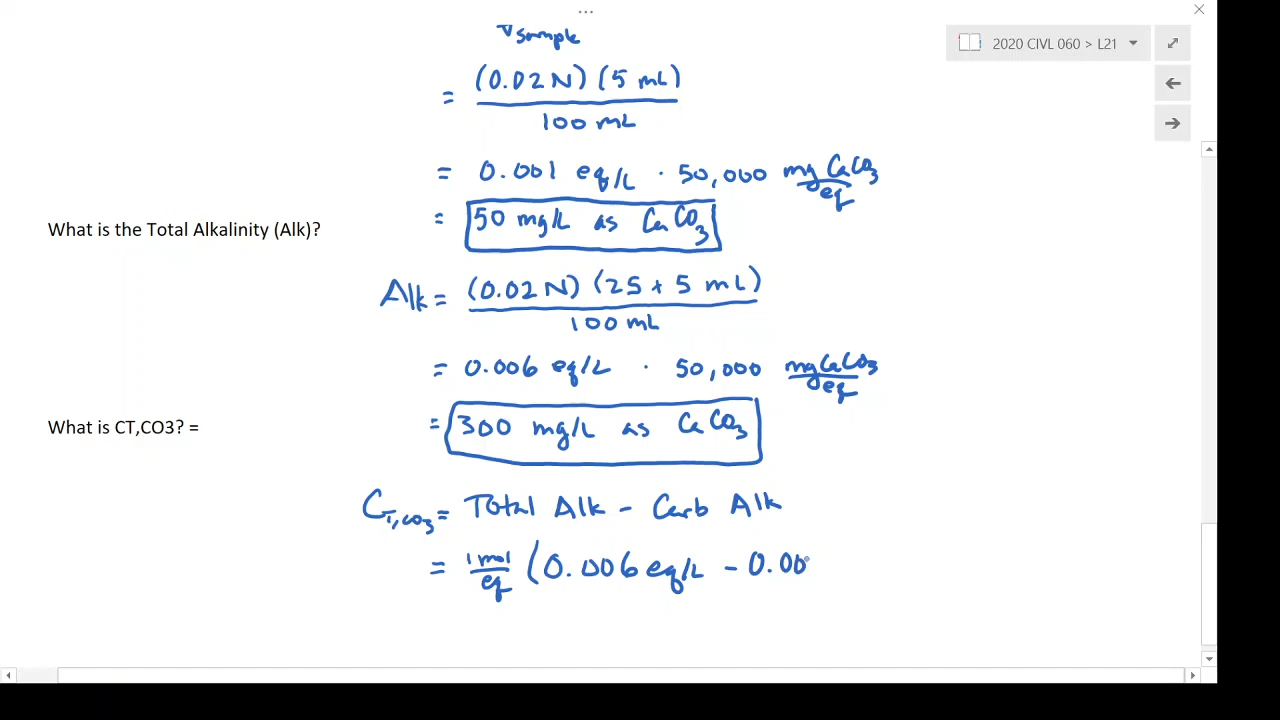 2020 CIVL 060 > L21
V sample
= (0.02 N) (5 mL)
100 mL
= 0.001 eq/L · 50,000 mg CaCO3
eq
= 50 mg/L as CaCO3
What is the Total Alkalinity (Alk)?
Alk = (0.02 N) (25 + 5 mL)
100 mL
= 0.006 eq/L · 50,000 mg CaCO3
eq
= 300 mg/L as CaCO3
What is CT,CO3? =
CT,CO3 = Total Alk - Carb Alk
= 1 mol
eq (0.006 eq/L - 0.00